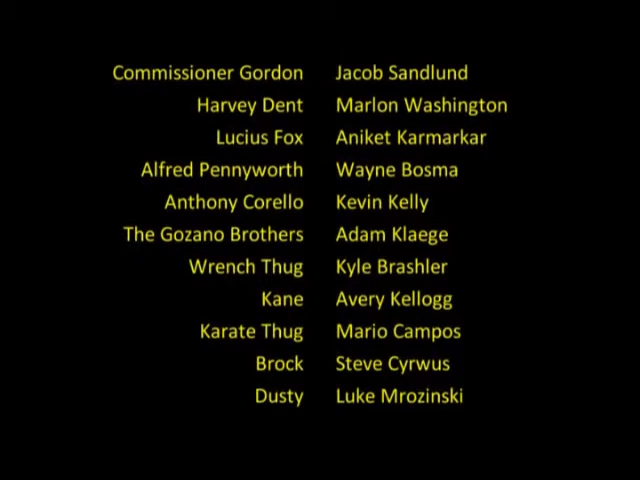 Commissioner Gordon Jacob Sandlund
Harvey Dent Marlon Washington
Lucius Fox Aniket Karmarkar
Alfred Pennyworth Wayne Bosma
Anthony Corello Kevin Kelly
The Gozano Brothers Adam Klaege
Wrench Thug Kyle Brashler
Kane Avery Kellogg
Karate Thug Mario Campos
Brock Steve Cyrwus
Dusty Luke Mrozinski